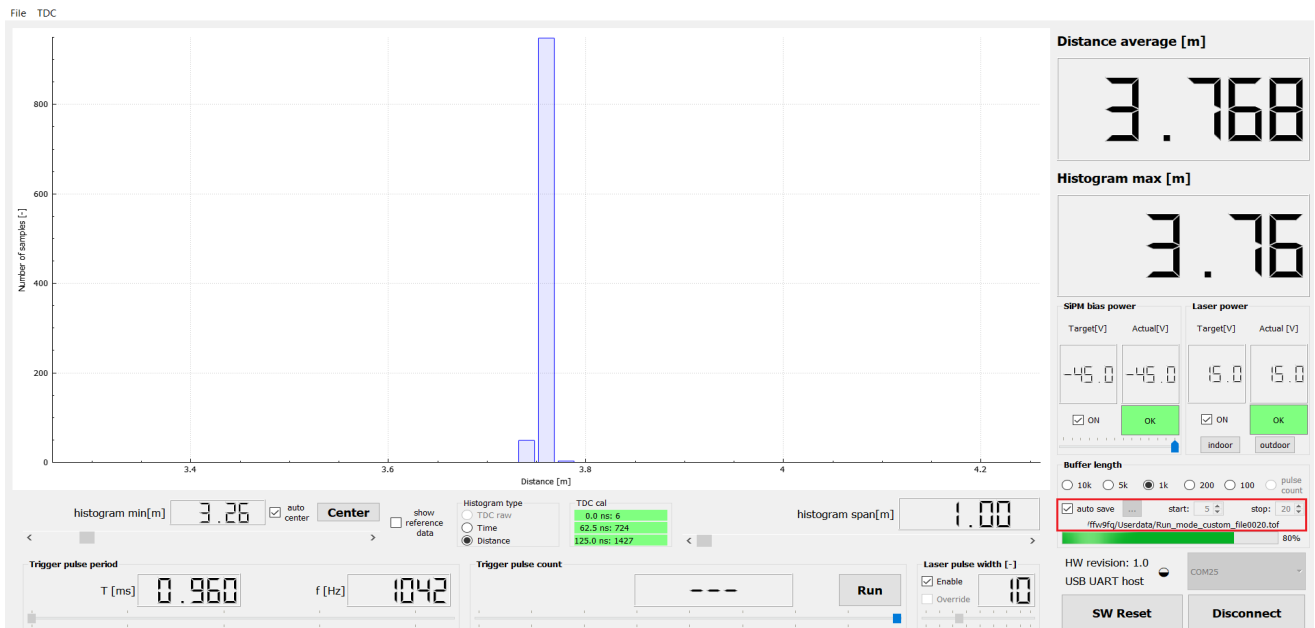 File TDC
Distance average [m]
3.768
Histogram max [m]
3.76
800
600
400
200
0
Number of samples [-]
3.4 3.6 3.8 4 4.2
Distance [m]
SiPM bias power
Target[V] Actual[V]
-45.0 -45.0
ON OK
Laser power
Target[V] Actual [V]
15.0 15.0
ON OK
indoor outdoor
Buffer length
10k 5k 1k 200 100 pulse count
auto save ... start: 5 stop: 20
/ffw9fq/Userdata/Run_mode_custom_file0020.tof
80%
histogram min[m] 3.26 auto center Center
show reference data
Histogram type
TDC raw
Time
Distance
TDC cal
0.0 ns: 6
62.5 ns: 724
125.0 ns: 1427
histogram span[m] 1.00
Trigger pulse period
T [ms] 0.960 f [Hz] 1042
Trigger pulse count
--- Run
Laser pulse width [-]
Enable
Override
10
HW revision: 1.0
USB UART host
COM25
SW Reset Disconnect